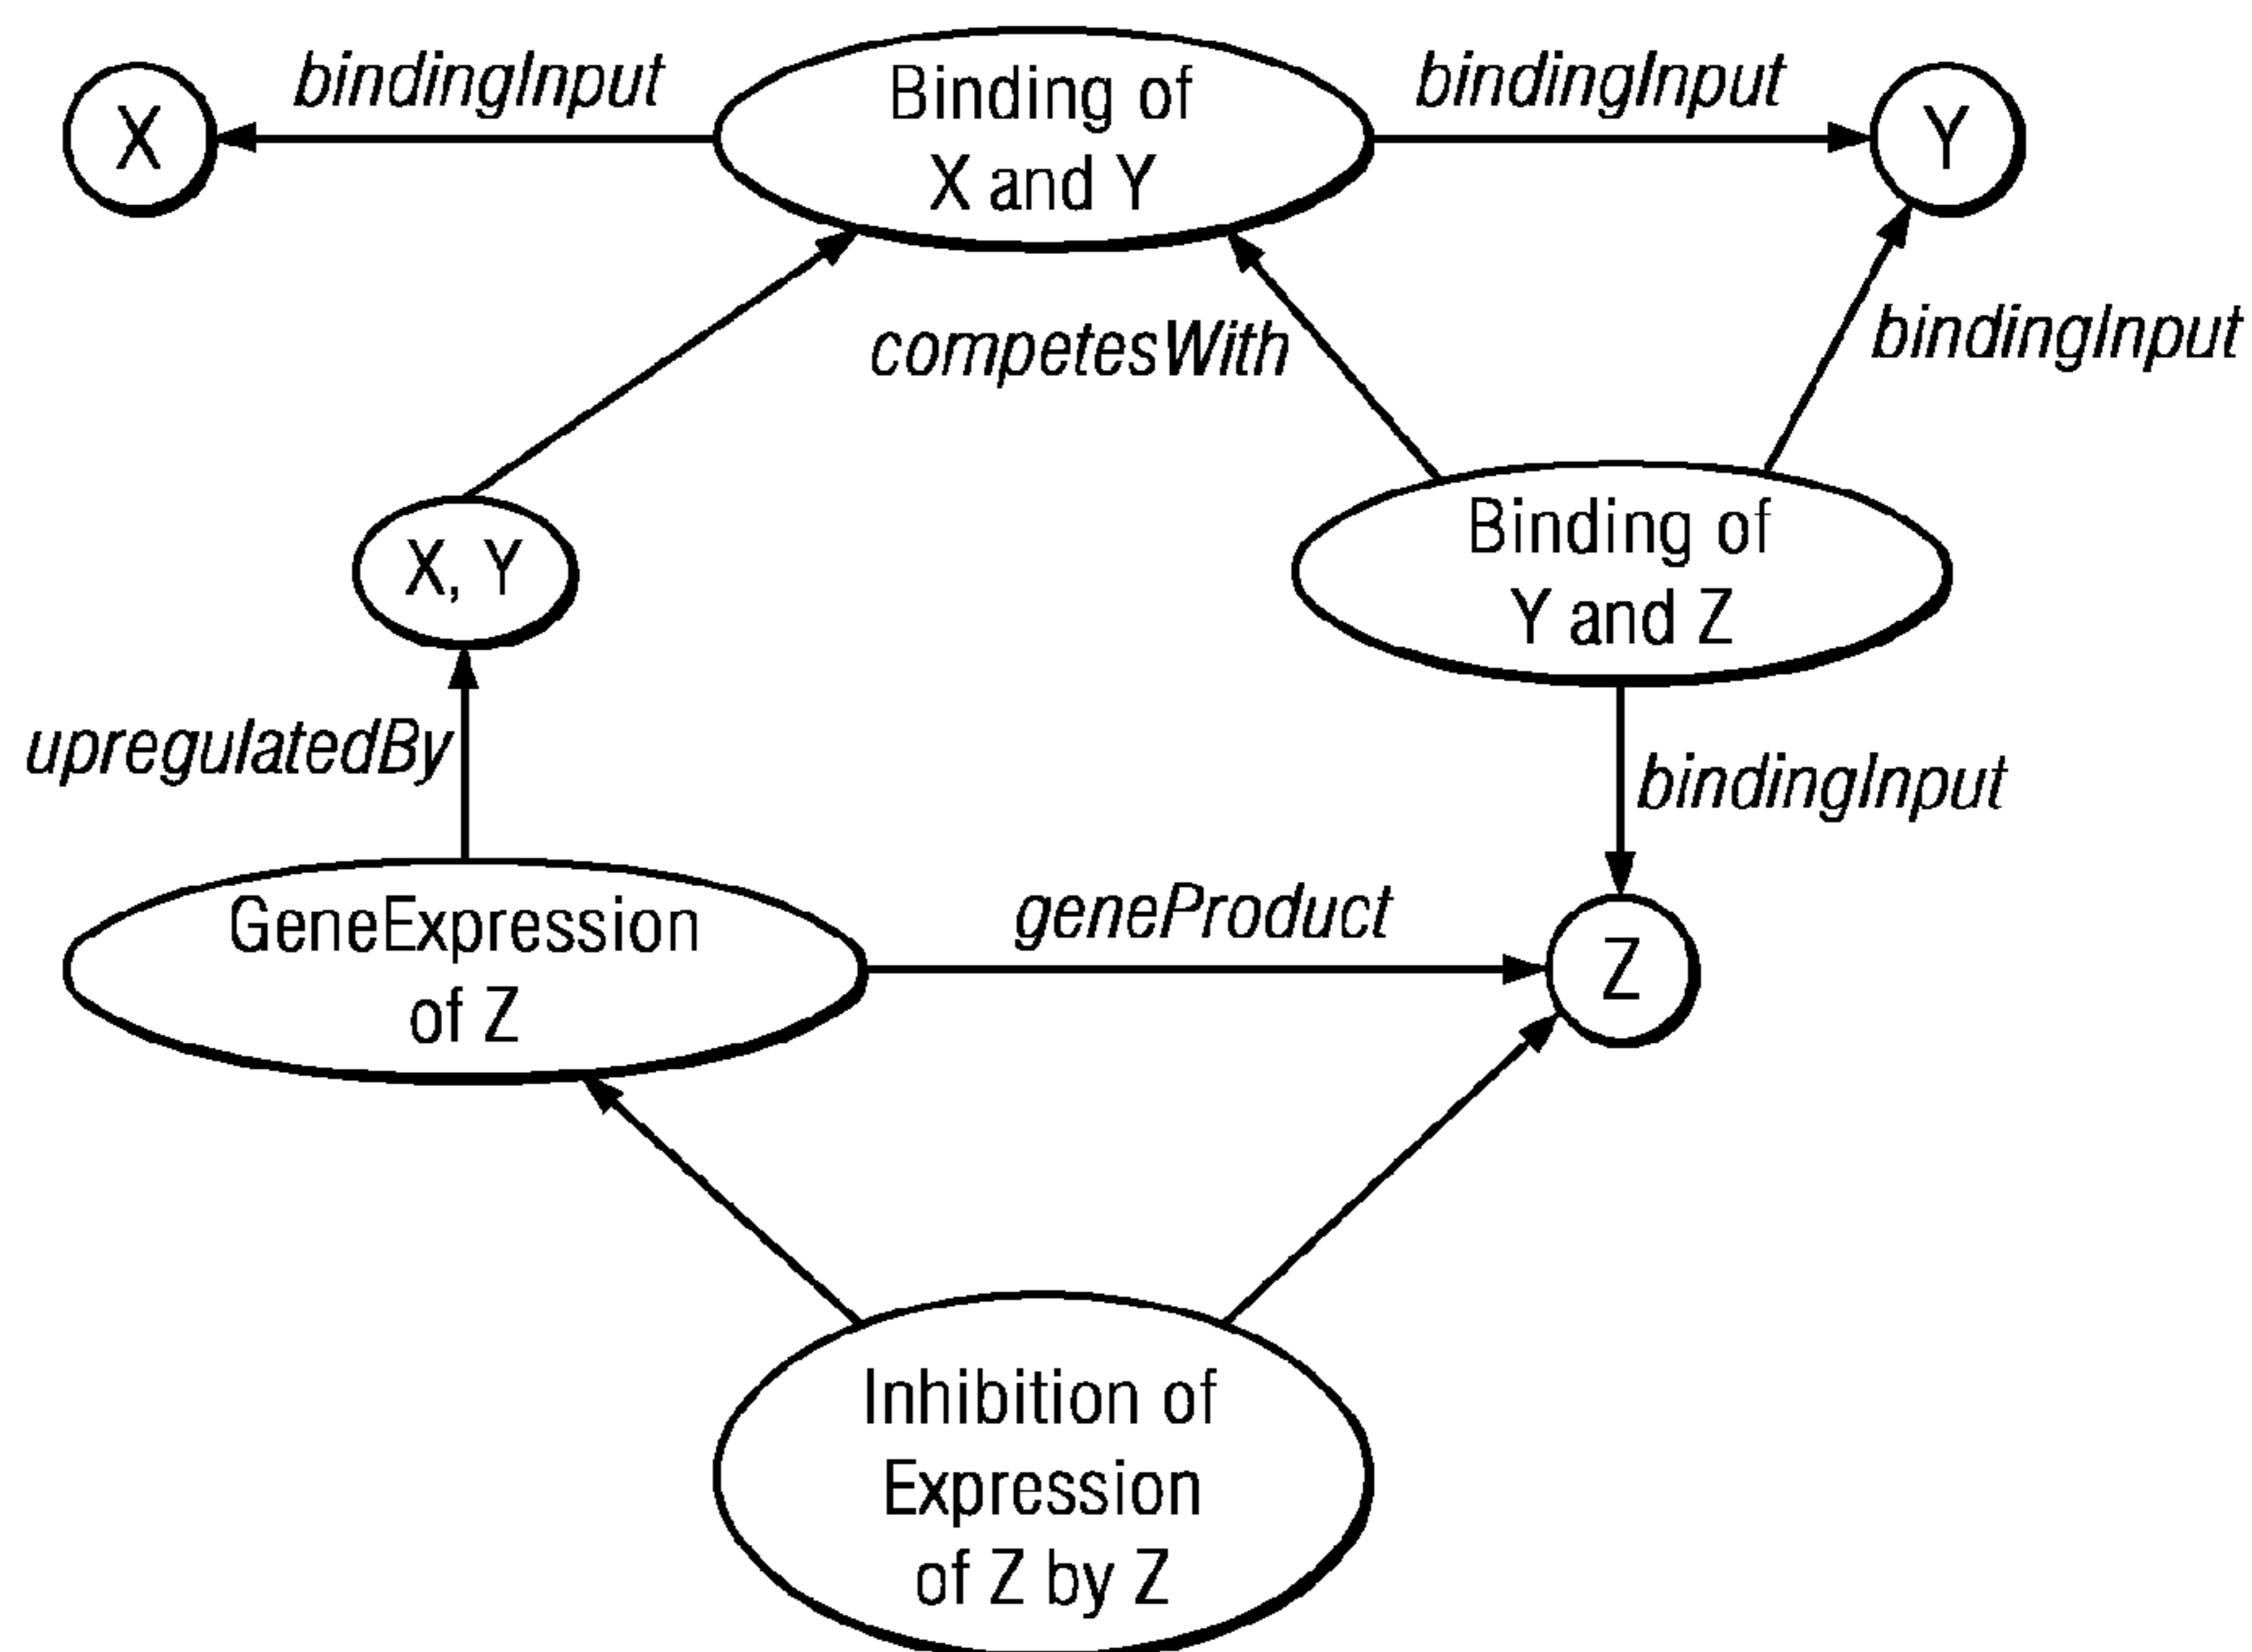 bindingInput
Binding of
X and Y
bindingInput
X
Y
competesWith
bindingInput
X, Y
Binding of
Y and Z
upregulatedBy
bindingInput
GeneExpression
of Z
geneProduct
Z
Inhibition of
Expression
of Z by Z